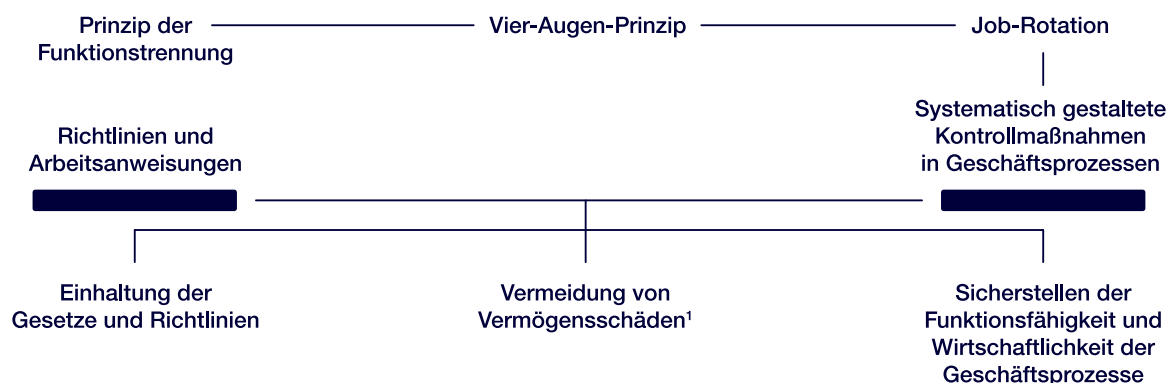 Prinzip der
Funktionstrennung
Vier-Augen-Prinzip
Job-Rotation
Richtlinien und
Arbeitsanweisungen
Systematisch gestaltete
Kontrollmaßnahmen
in Geschäftsprozessen
Einhaltung der
Gesetze und Richtlinien
Vermeidung von
Vermögensschäden¹
Sicherstellen der
Funktionsfähigkeit und
Wirtschaftlichkeit der
Geschäftsprozesse